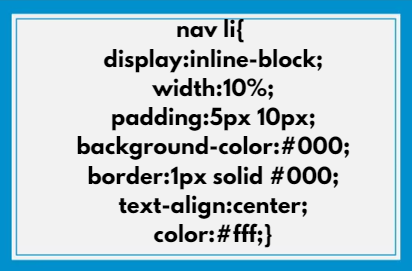 nav li{
display:inline-block;
width:10%;
padding:5px 10px;
background-color:#000;
border:1px solid #000;
text-align:center;
color:#fff;}